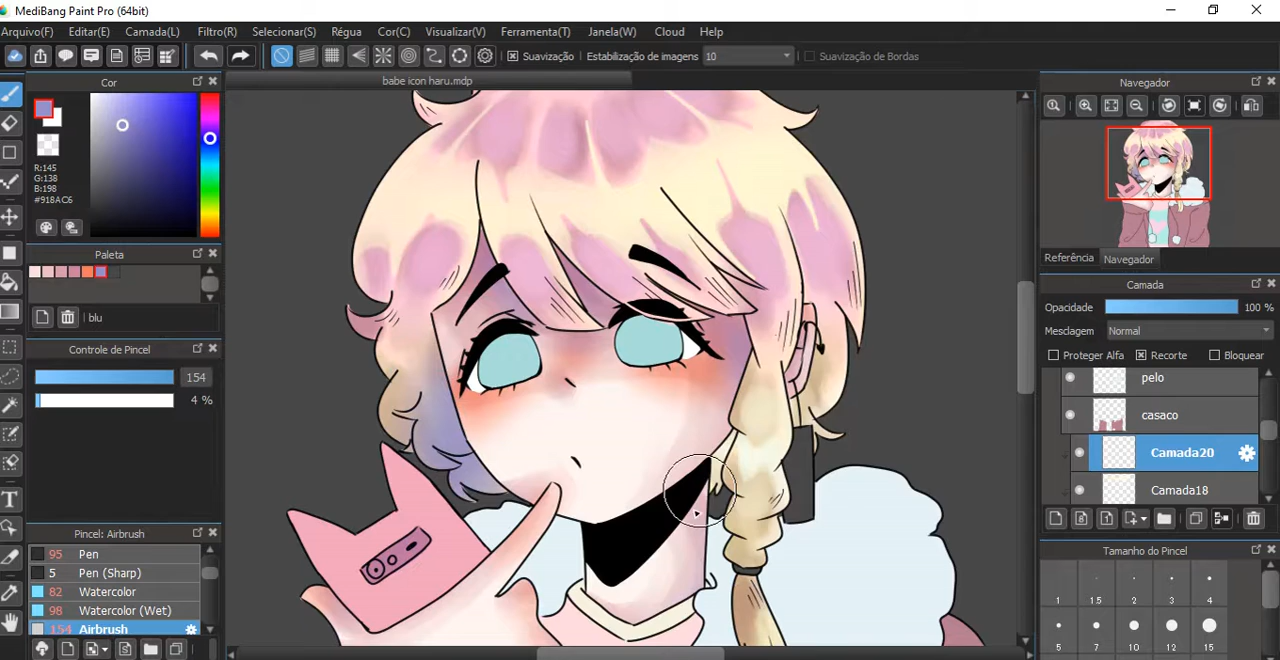 MediBang Paint Pro (64bit)
Arquivo(F) Editar(E) Camada(L) Filtro(R) Selecionar(S) Régua Cor(C) Visualizar(V) Ferramenta(T) Janela(W) Cloud Help
Suavização Estabilização de imagens 10 Suavização de Bordas
Cor
babe icon haru.mdp
Navegador
R:145
G:138
B:198
#918AC6
Paleta
blu
Controle de Pincel
154
4 %
Pincel: Airbrush
95 Pen
5 Pen (Sharp)
82 Watercolor
98 Watercolor (Wet)
154 Airbrush
Referência Navegador
Camada
Opacidade 100 %
Mesclagem Normal
Proteger Alfa Recorte Bloquear
pelo
casaco
Camada20
Camada18
Tamanho do Pincel
1 1.5 2 3 4
5 7 10 12 15